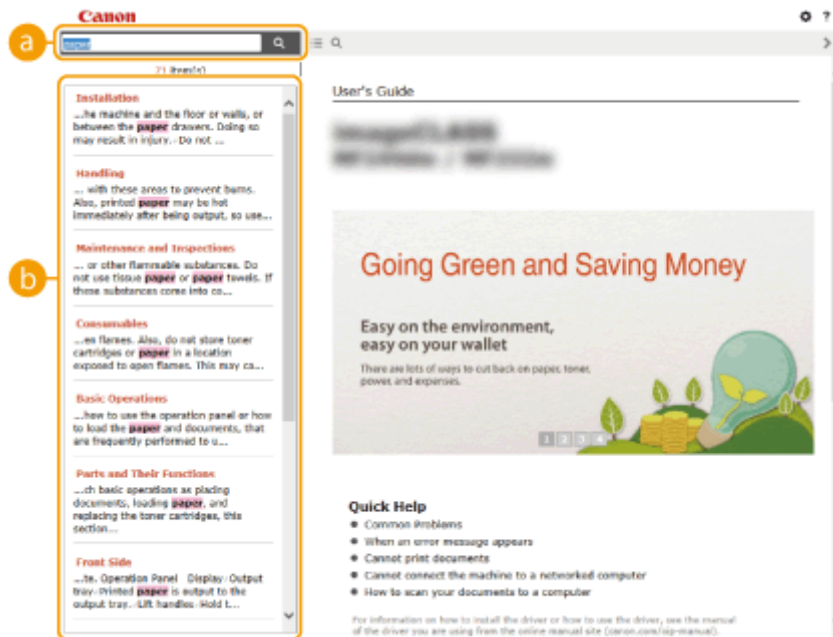 Canon
?
a
paper
71 item(s)
b
Installation
...he machine and the floor or walls, or
between the paper drawers. Doing so
may result in injury.·Do not ...
Handling
... with these areas to prevent burns.
Also, printed paper may be hot
immediately after being output, so use...
Maintenance and Inspections
... or other flammable substances. Do
not use tissue paper or paper towels. If
these substances come into co...
Consumables
...en flames. Also, do not store toner
cartridges or paper in a location
exposed to open flames. This may ca...
Basic Operations
...how to use the operation panel or how
to load the paper and documents, that
are frequently performed to u...
Parts and Their Functions
...ch basic operations as placing
documents, loading paper, and
replacing the toner cartridges, this
section...
Front Side
...te. Operation Panel Display·Output
tray·Printed paper is output to the
output tray.·Lift handles·Hold t...
User's Guide
Going Green and Saving Money
Easy on the environment,
easy on your wallet
There are lots of ways to cut back on paper, toner,
power, and expenses.
1 2 3 4
Quick Help
Common Problems
When an error message appears
Cannot print documents
Cannot connect the machine to a networked computer
How to scan your documents to a computer
For information on how to install the driver or how to use the driver, see the manual
of the driver you are using from the online manual site (canon.com/oip-manual).